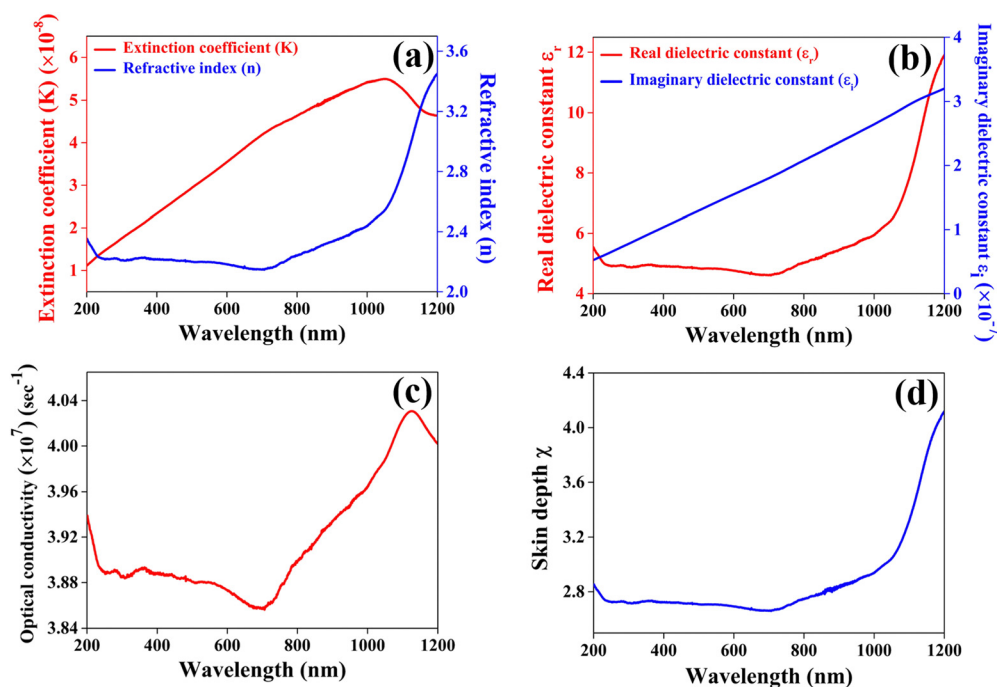 (a)
Extinction coefficient (K)
Refractive index (n)
Extinction coefficient (K) (×10⁻⁸)
6
5
4
3
2
1
3.6
3.2
2.8
2.4
2.0
Refractive index (n)
200 400 600 800 1000 1200
Wavelength (nm)
(b)
Real dielectric constant (εᵣ)
Imaginary dielectric constant (εᵢ)
Real dielectric constant εᵣ
12
10
8
6
4
4
3
2
1
0
Imaginary dielectric constant εᵢ (×10⁻⁷)
200 400 600 800 1000 1200
Wavelength (nm)
(c)
Optical conductivity (×10⁷) (sec⁻¹)
4.04
4.00
3.96
3.92
3.88
3.84
200 400 600 800 1000 1200
Wavelength (nm)
(d)
Skin depth χ
4.4
4.0
3.6
3.2
2.8
200 400 600 800 1000 1200
Wavelength (nm)